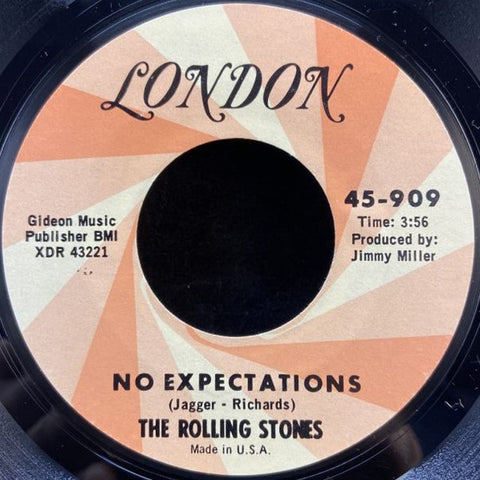 LONDON
45-909
Time: 3:56
Produced by:
Jimmy Miller
Gideon Music
Publisher BMI
XDR 43221
NO EXPECTATIONS
(Jagger - Richards)
THE ROLLING STONES
Made in U.S.A.